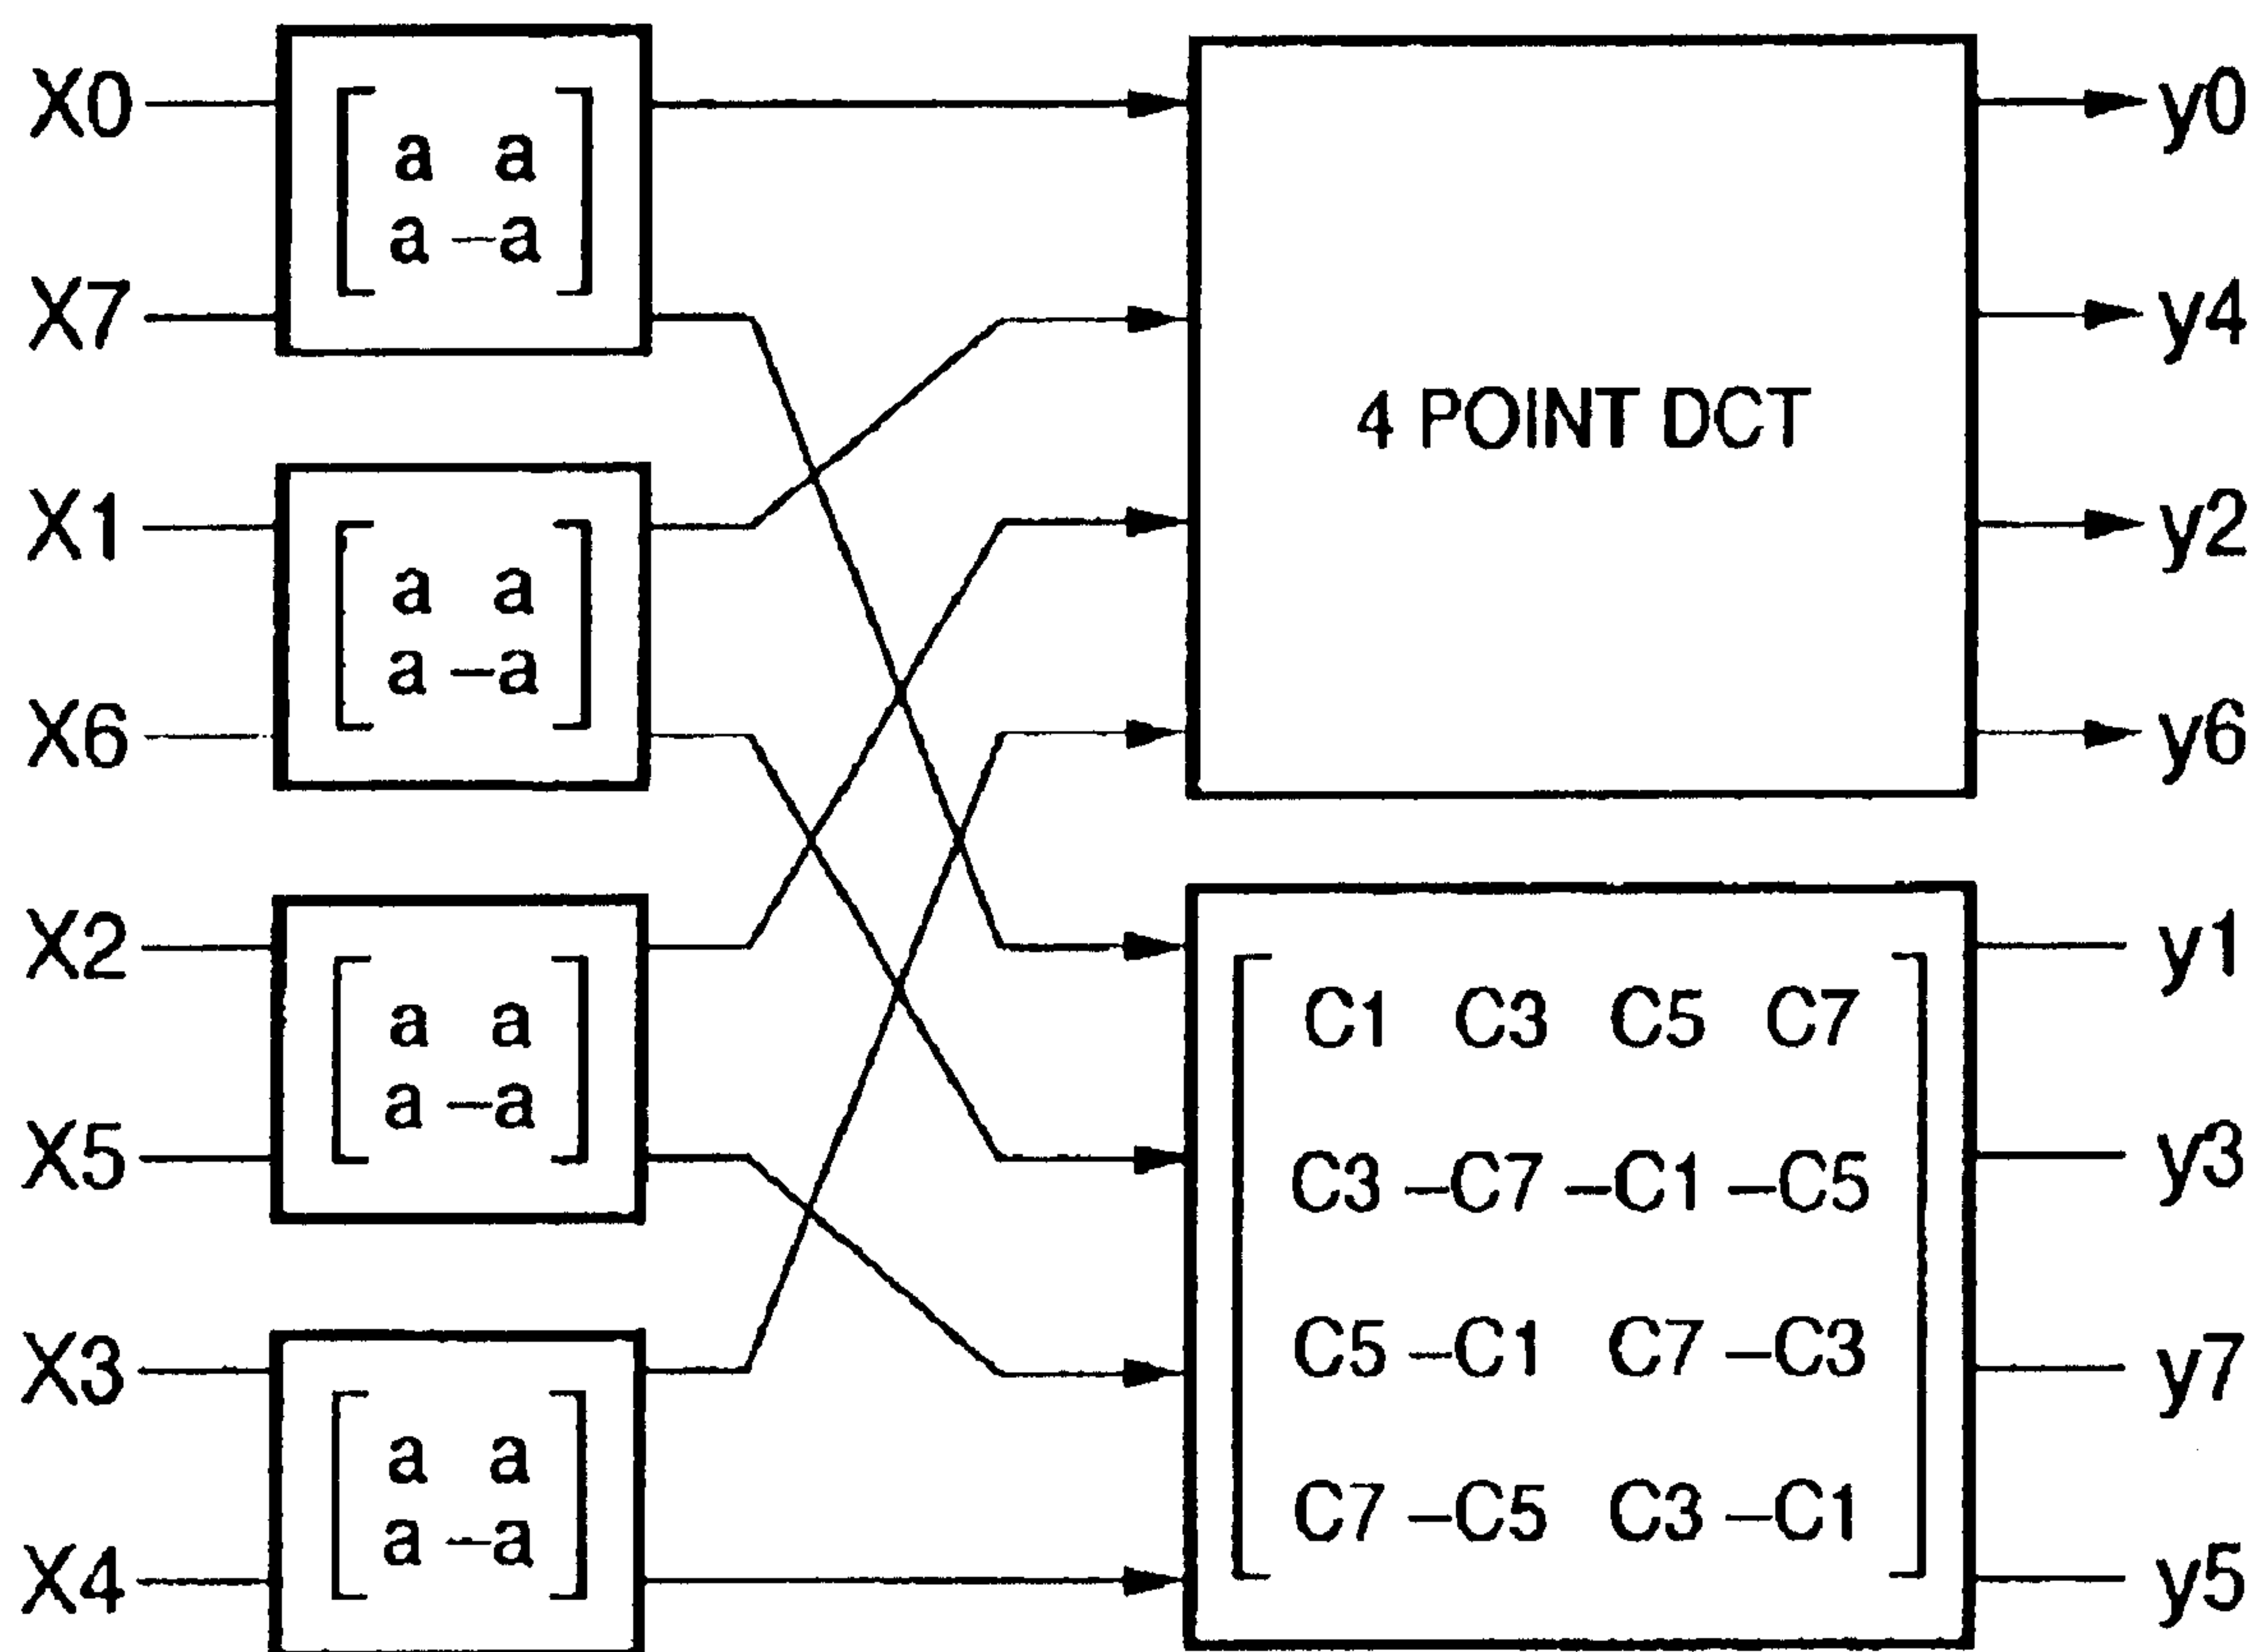 X0
X7
X1
X6
X2
X5
X3
X4
a a
a –a
a a
a –a
a a
a –a
a a
a –a
4 POINT DCT
C1 C3 C5 C7
C3 –C7 –C1 –C5
C5 –C1 C7 –C3
C7 –C5 C3 –C1
y0
y4
y2
y6
y1
y3
y7
y5